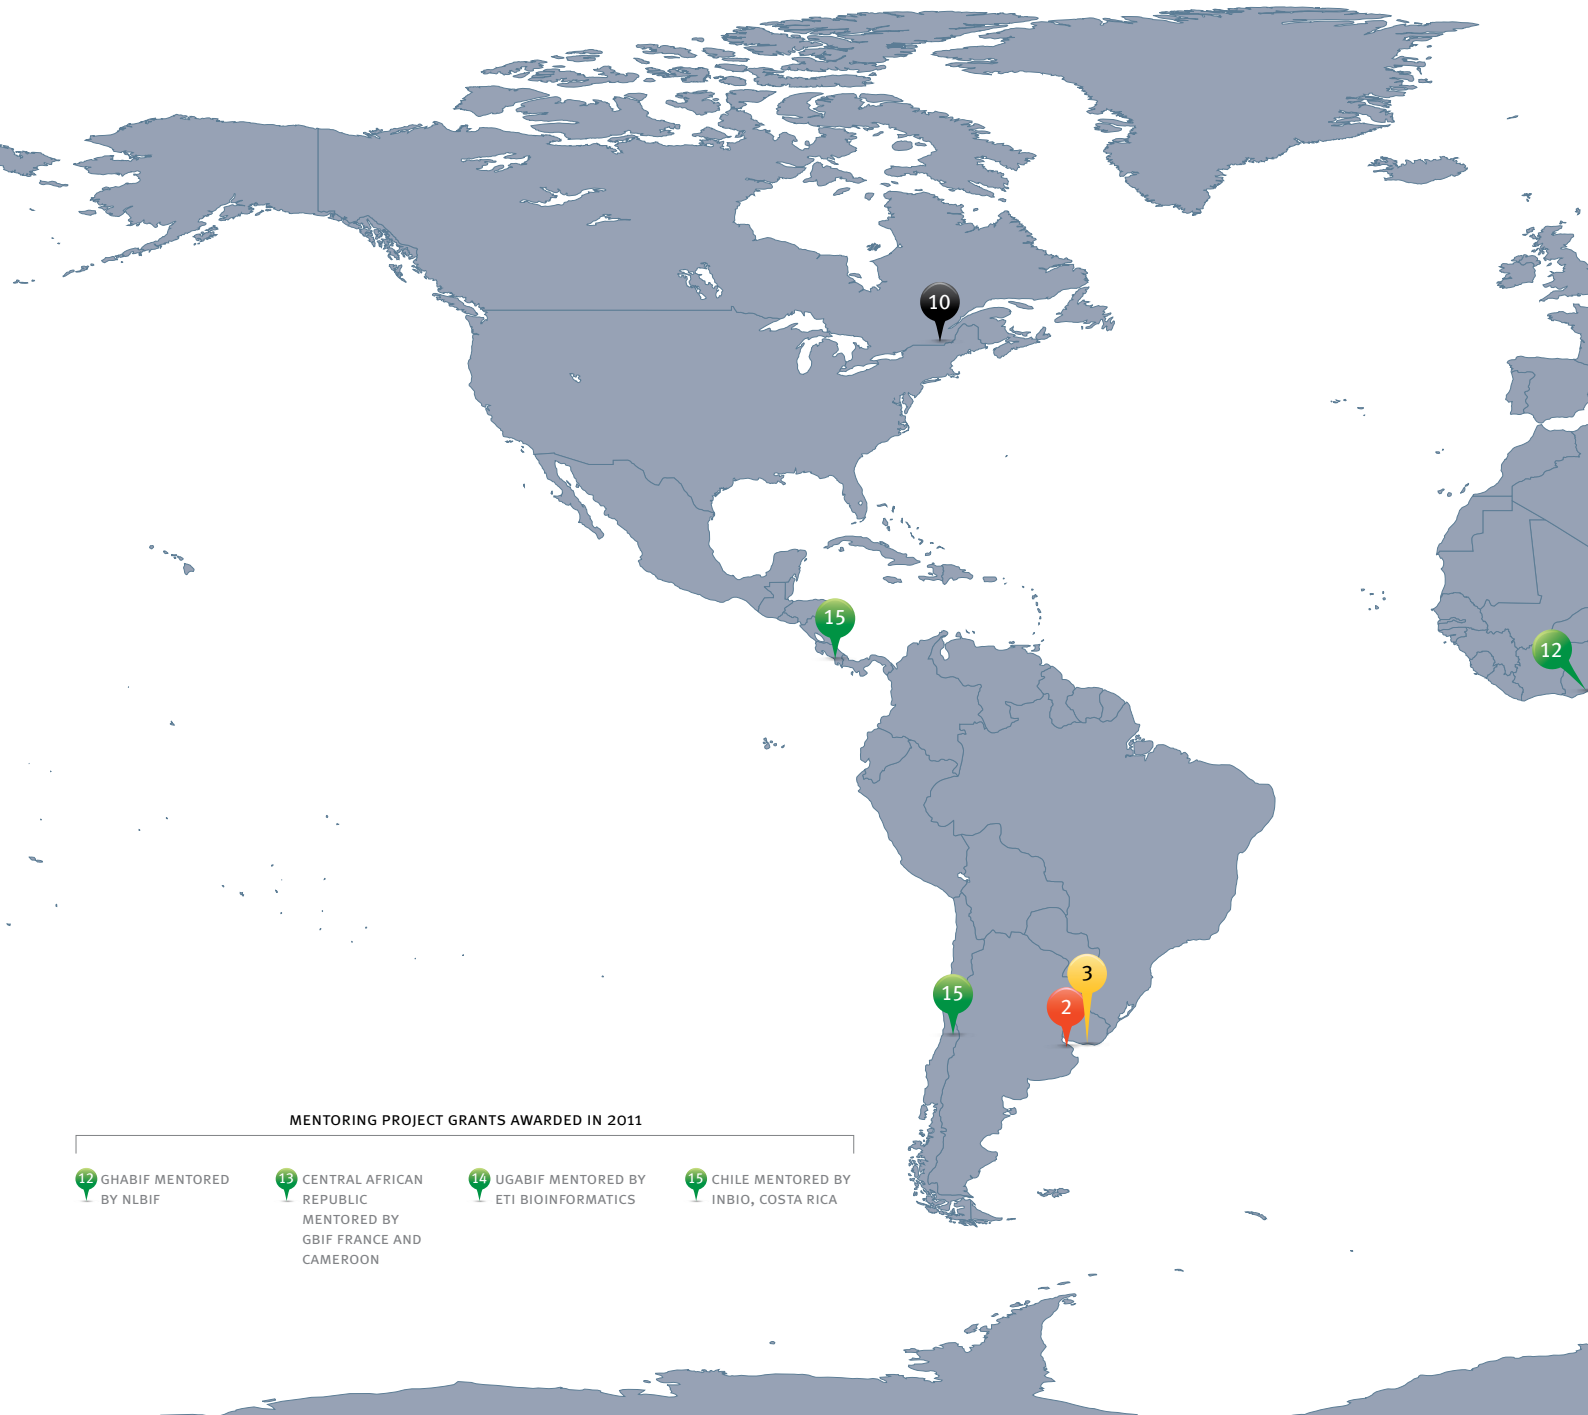 10
15
12
3
15
2
MENTORING PROJECT GRANTS AWARDED IN 2011
12 GHABIF MENTORED
BY NLBIF
13 CENTRAL AFRICAN
REPUBLIC
MENTORED BY
GBIF FRANCE AND
CAMEROON
14 UGABIF MENTORED BY
ETI BIOINFORMATICS
15 CHILE MENTORED BY
INBIO, COSTA RICA